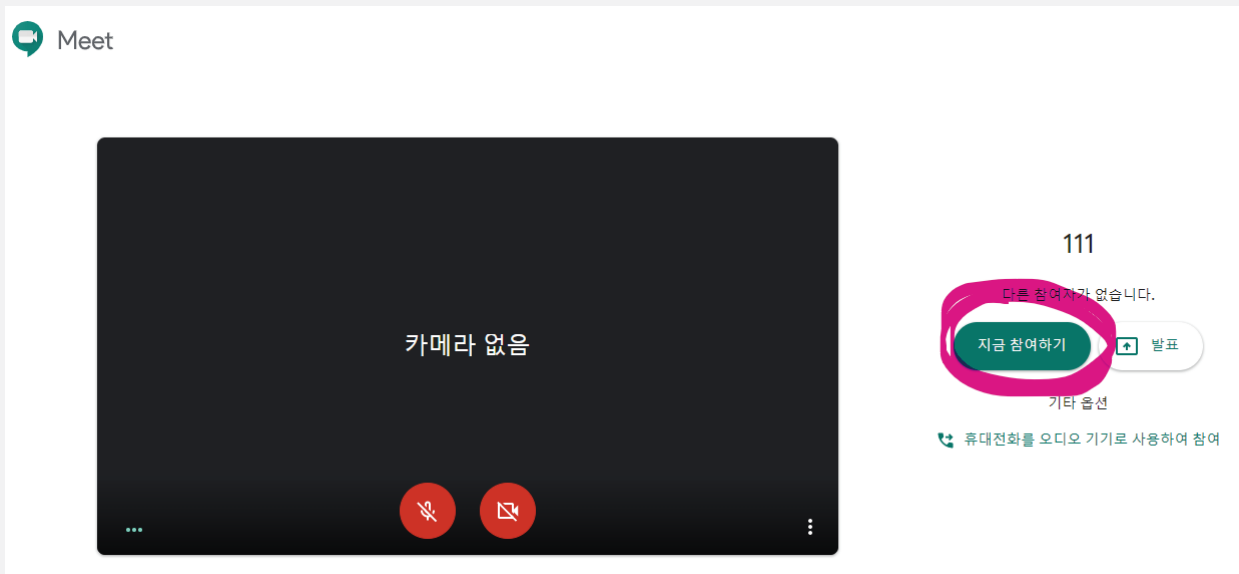 Meet
카메라 없음
111
다른 참여자가 없습니다.
지금 참여하기
발표
기타 옵션
휴대전화를 오디오 기기로 사용하여 참여